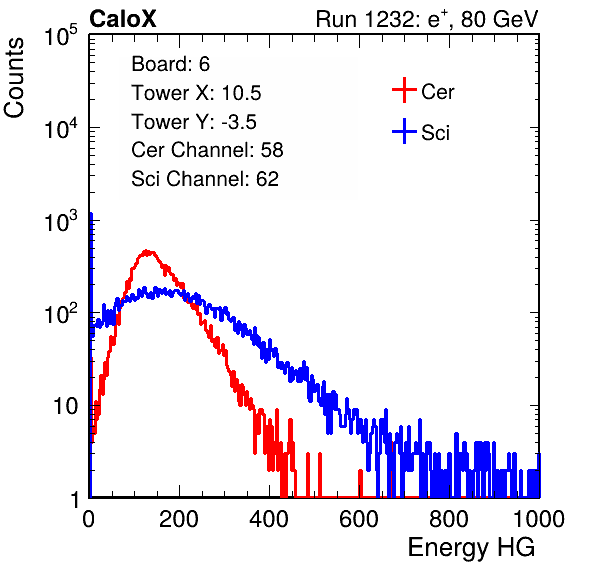 CaloX Run 1232: e⁺, 80 GeV
Counts
Board: 6
Tower X: 10.5
Tower Y: -3.5
Cer Channel: 58
Sci Channel: 62
Cer
Sci
10⁵
10⁴
10³
10²
10
1
0 200 400 600 800 1000
Energy HG